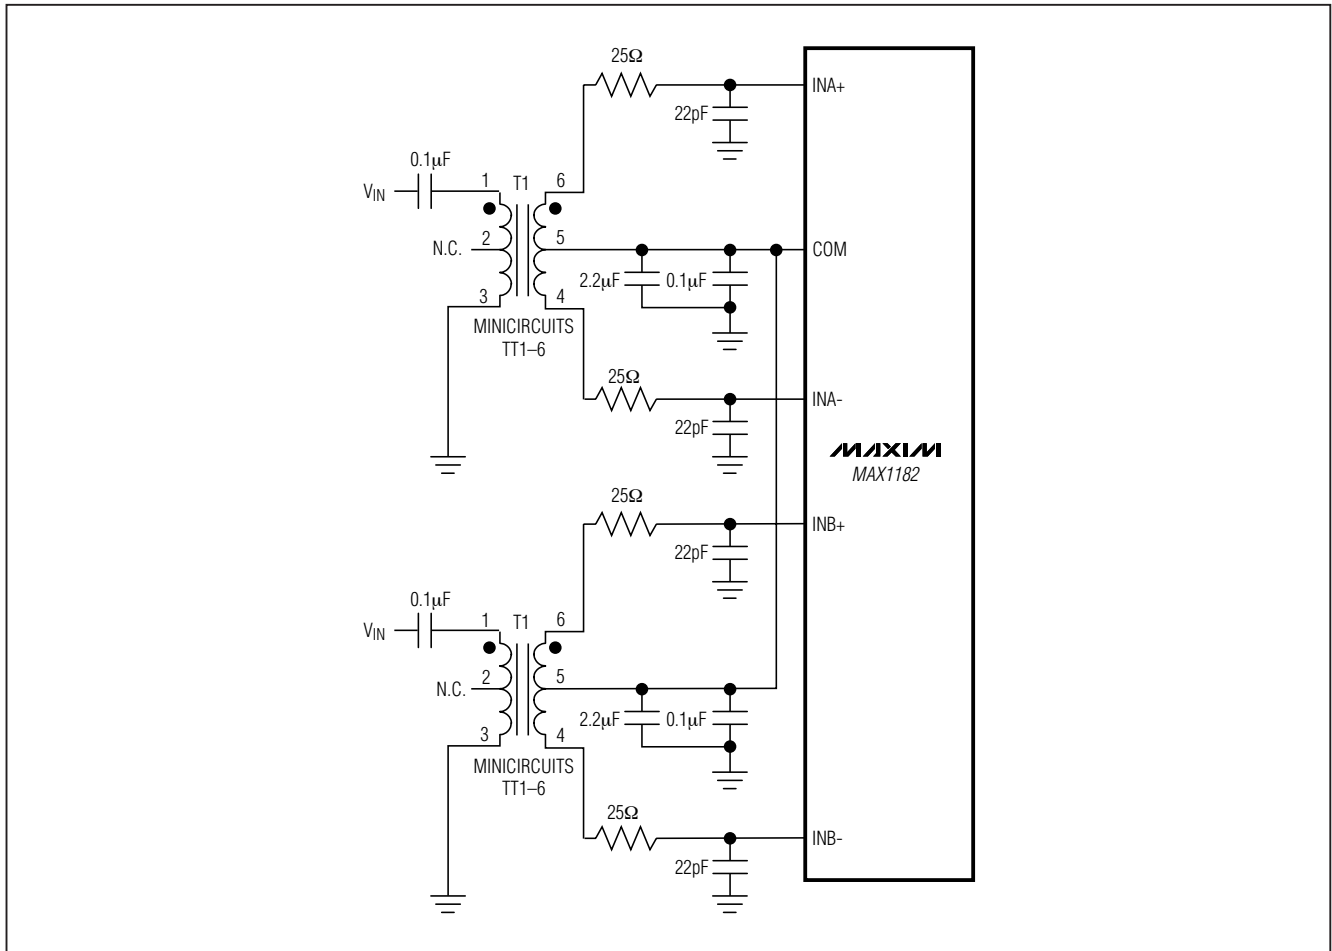 25Ω
INA+
22pF
0.1µF
VIN
1
T1
6
N.C.
2
5
COM
2.2µF
0.1µF
3
4
MINICIRCUITS
TT1–6
25Ω
INA-
22pF
MAXIM
MAX1182
25Ω
INB+
22pF
0.1µF
VIN
1
T1
6
N.C.
2
5
2.2µF
0.1µF
3
4
MINICIRCUITS
TT1–6
25Ω
INB-
22pF